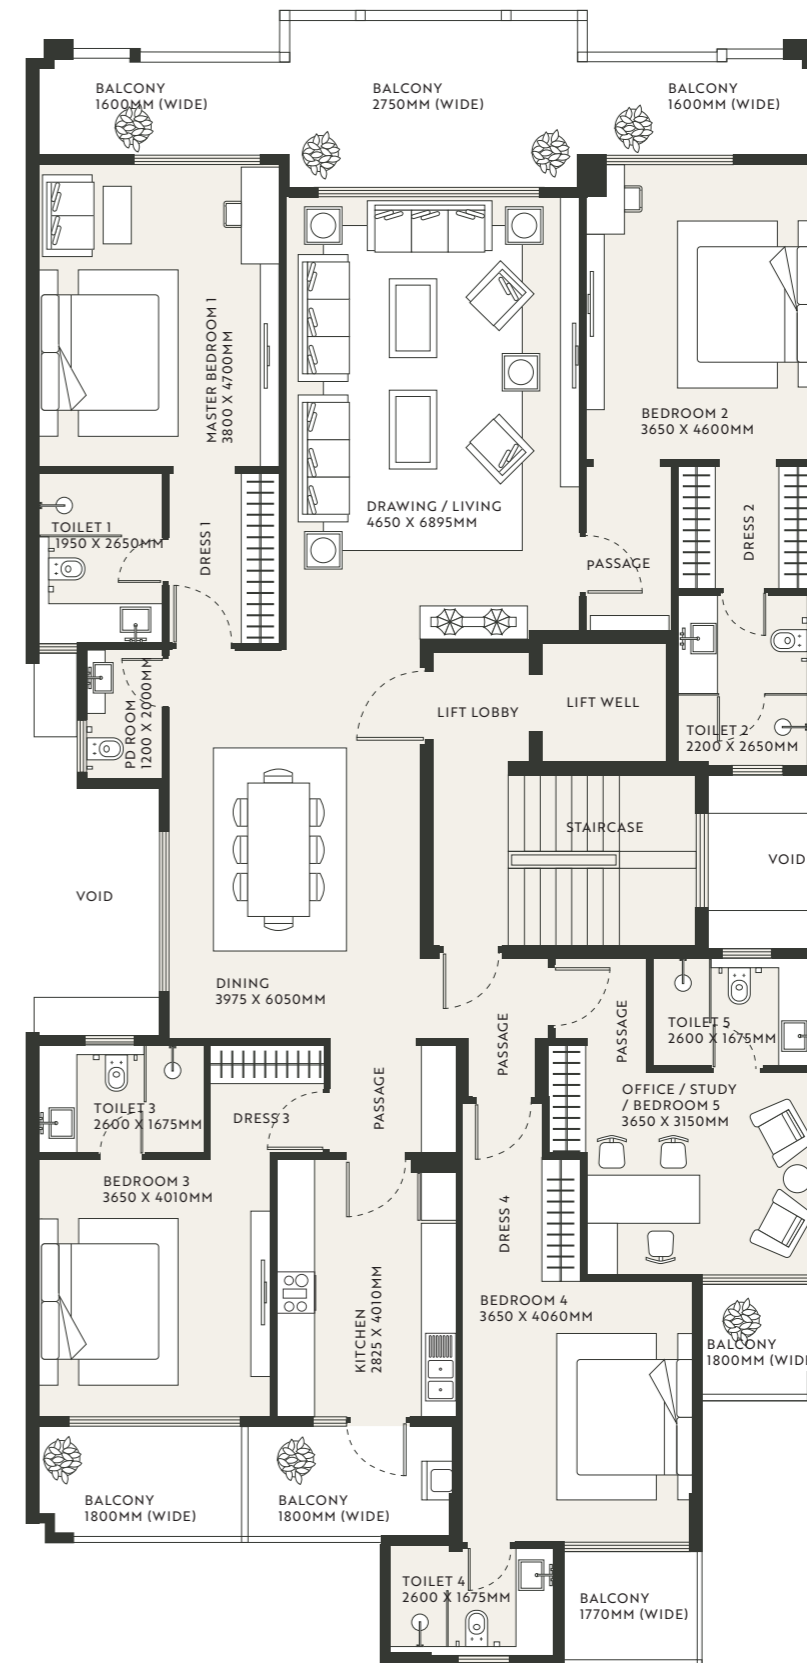 BALCONY
1600MM (WIDE)
BALCONY
2750MM (WIDE)
BALCONY
1600MM (WIDE)
MASTER BEDROOM 1
3800 X 4700MM
BEDROOM 2
3650 X 4600MM
DRAWING / LIVING
4650 X 6895MM
TOILET 1
1950 X 2650MM
DRESS 1
DRESS 2
PASSAGE
PD ROOM
1200 X 2000MM
LIFT LOBBY
LIFT WELL
TOILET 2
2200 X 2650MM
STAIRCASE
VOID
VOID
DINING
3975 X 6050MM
PASSAGE
PASSAGE
TOILET 5
2600 X 1675MM
PASSAGE
TOILET 3
2600 X 1675MM
DRESS 3
OFFICE / STUDY
/ BEDROOM 5
3650 X 3150MM
BEDROOM 3
3650 X 4010MM
DRESS 4
KITCHEN
2825 X 4010MM
BEDROOM 4
3650 X 4060MM
BALCONY
1800MM (WIDE
BALCONY
1800MM (WIDE)
BALCONY
1800MM (WIDE)
TOILET 4
2600 X 1675MM
BALCONY
1770MM (WIDE)